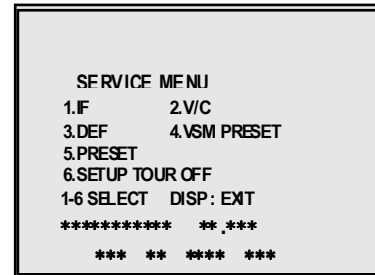 SERVICE MENU
1.IF 2.V/C
3.DEF 4.VSM PRESET
5.PRESET
6.SETUP TOUR OFF
1-6 SELECT DISP: EXIT
*********** **.***
*** ** **** ***